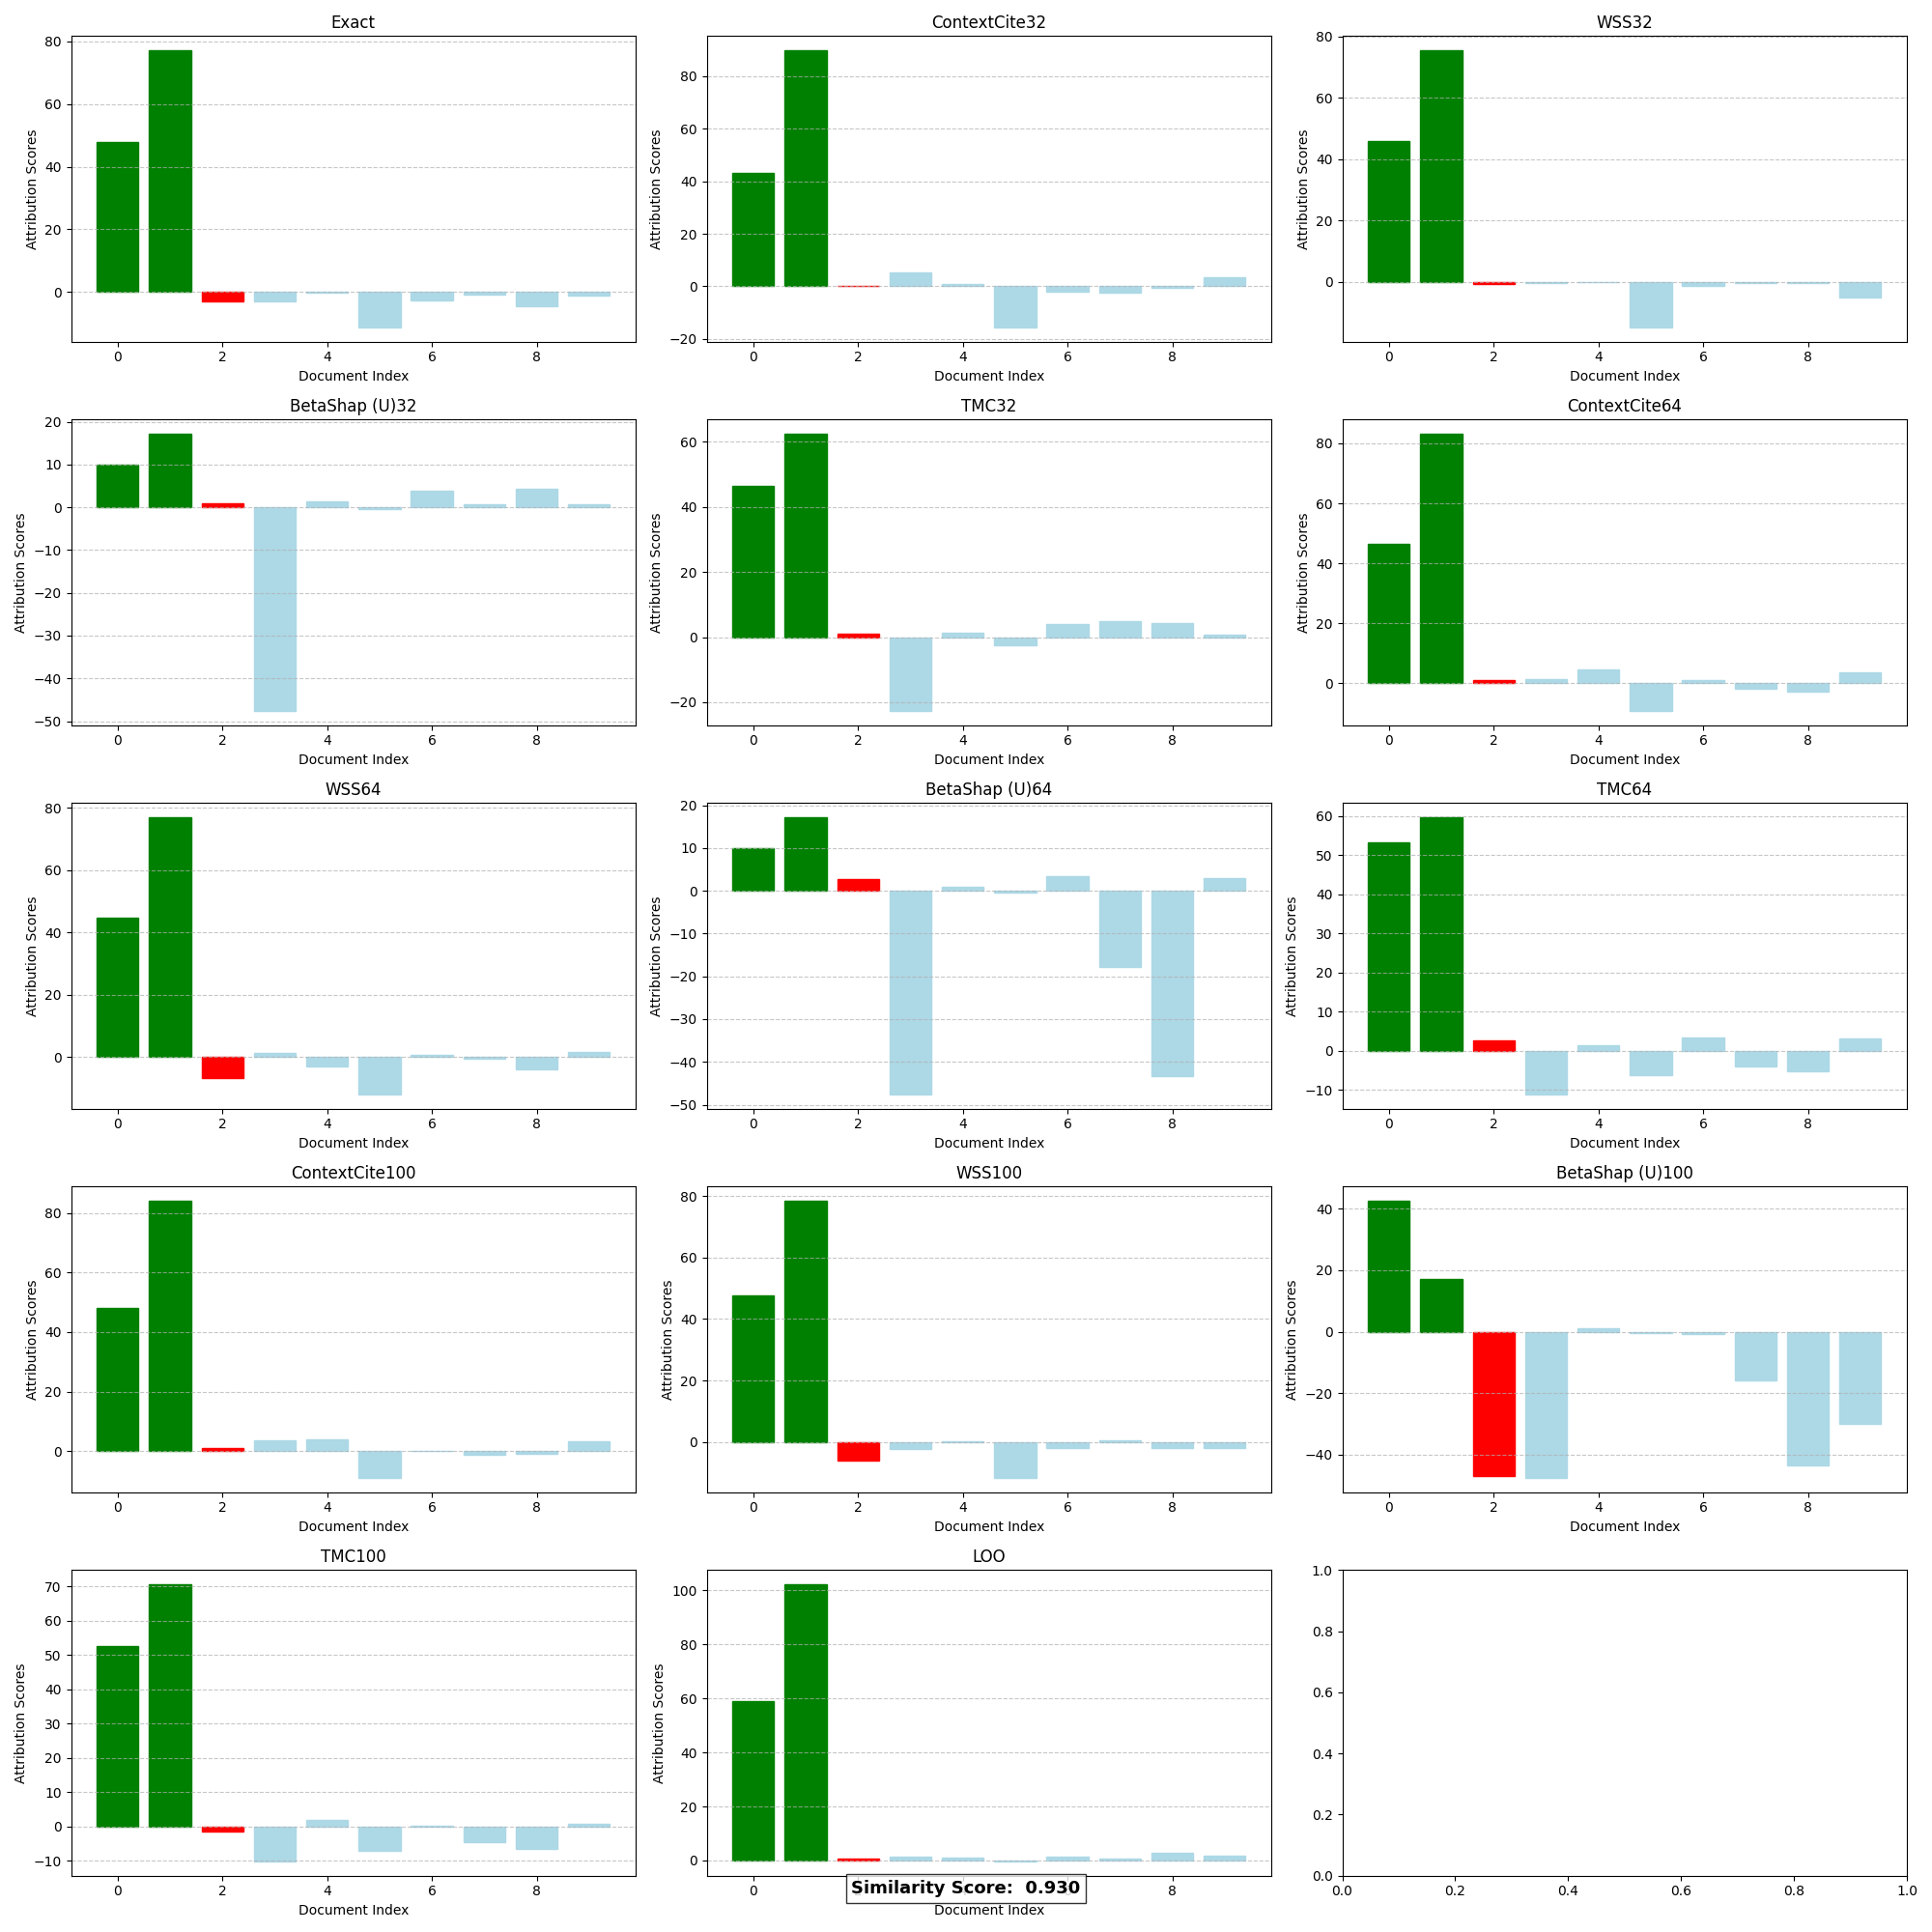 Exact
80
60
40
20
0
Attribution Scores
0 2 4 6 8
Document Index
ContextCite32
80
60
40
20
0
−20
Attribution Scores
0 2 4 6 8
Document Index
WSS32
80
60
40
20
0
Attribution Scores
0 2 4 6 8
Document Index
BetaShap (U)32
20
10
0
−10
−20
−30
−40
−50
Attribution Scores
0 2 4 6 8
Document Index
TMC32
60
40
20
0
−20
Attribution Scores
0 2 4 6 8
Document Index
ContextCite64
80
60
40
20
0
Attribution Scores
0 2 4 6 8
Document Index
WSS64
80
60
40
20
0
Attribution Scores
0 2 4 6 8
Document Index
BetaShap (U)64
20
10
0
−10
−20
−30
−40
−50
Attribution Scores
0 2 4 6 8
Document Index
TMC64
60
50
40
30
20
10
0
−10
Attribution Scores
0 2 4 6 8
Document Index
ContextCite100
80
60
40
20
0
Attribution Scores
0 2 4 6 8
Document Index
WSS100
80
60
40
20
0
Attribution Scores
0 2 4 6 8
Document Index
BetaShap (U)100
40
20
0
−20
−40
Attribution Scores
0 2 4 6 8
Document Index
TMC100
70
60
50
40
30
20
10
0
−10
Attribution Scores
0 2 4 6 8
Document Index
LOO
100
80
60
40
20
0
Attribution Scores
0 8
Similarity Score: 0.930
Document Index
1.0
0.8
0.6
0.4
0.2
0.0
0.0 0.2 0.4 0.6 0.8 1.0